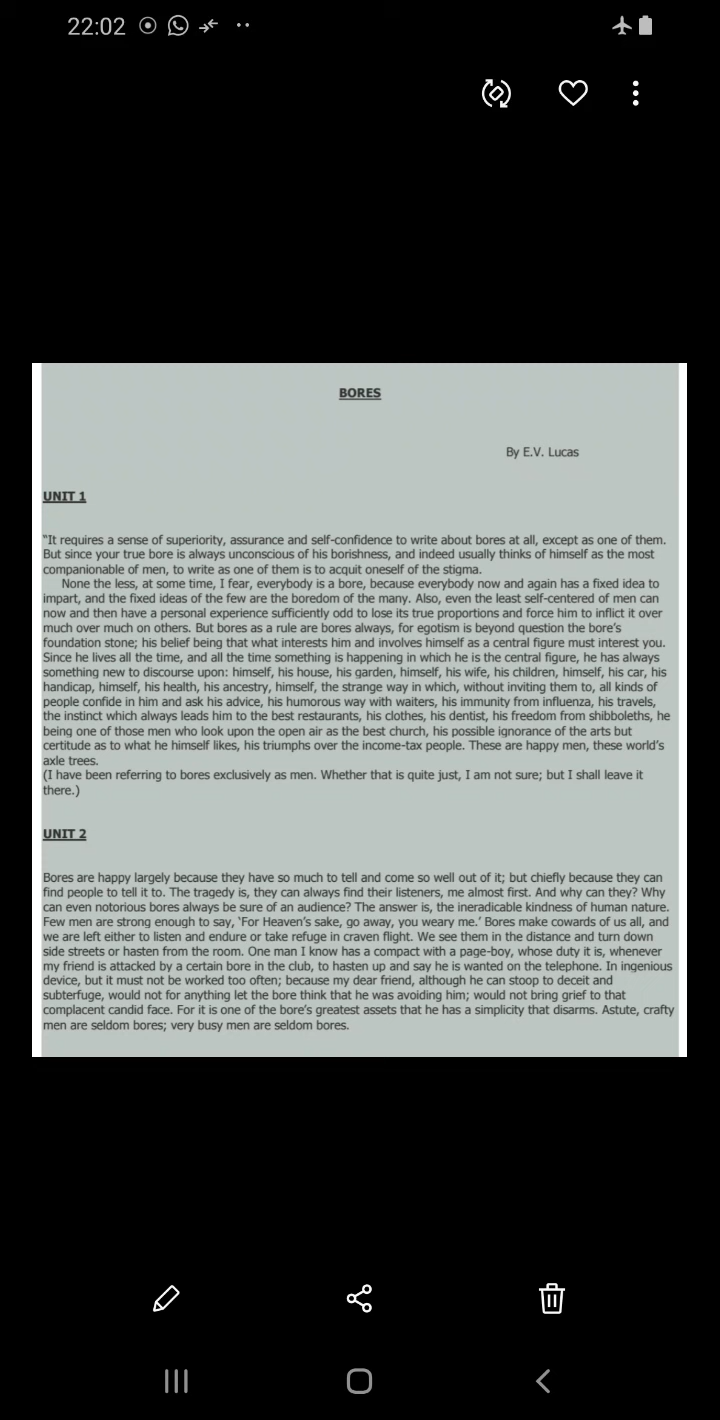 22:02
BORES
By E.V. Lucas
UNIT 1
"It requires a sense of superiority, assurance and self-confidence to write about bores at all, except as one of them.
But since your true bore is always unconscious of his borishness, and indeed usually thinks of himself as the most
companionable of men, to write as one of them is to acquit oneself of the stigma.
None the less, at some time, I fear, everybody is a bore, because everybody now and again has a fixed idea to
impart, and the fixed ideas of the few are the boredom of the many. Also, even the least self-centered of men can
now and then have a personal experience sufficiently odd to lose its true proportions and force him to inflict it over
much over much on others. But bores as a rule are bores always, for egotism is beyond question the bore's
foundation stone; his belief being that what interests him and involves himself as a central figure must interest you.
Since he lives all the time, and all the time something is happening in which he is the central figure, he has always
something new to discourse upon: himself, his house, his garden, himself, his wife, his children, himself, his car, his
handicap, himself, his health, his ancestry, himself, the strange way in which, without inviting them to, all kinds of
people confide in him and ask his advice, his humorous way with waiters, his immunity from influenza, his travels,
the instinct which always leads him to the best restaurants, his clothes, his dentist, his freedom from shibboleths, he
being one of those men who look upon the open air as the best church, his possible ignorance of the arts but
certitude as to what he himself likes, his triumphs over the income-tax people. These are happy men, these world's
axle trees.
(I have been referring to bores exclusively as men. Whether that is quite just, I am not sure; but I shall leave it
there.)
UNIT 2
Bores are happy largely because they have so much to tell and come so well out of it; but chiefly because they can
find people to tell it to. The tragedy is, they can always find their listeners, me almost first. And why can they? Why
can even notorious bores always be sure of an audience? The answer is, the ineradicable kindness of human nature.
Few men are strong enough to say, 'For Heaven's sake, go away, you weary me.' Bores make cowards of us all, and
we are left either to listen and endure or take refuge in craven flight. We see them in the distance and turn down
side streets or hasten from the room. One man I know has a compact with a page-boy, whose duty it is, whenever
my friend is attacked by a certain bore in the club, to hasten up and say he is wanted on the telephone. In ingenious
device, but it must not be worked too often; because my dear friend, although he can stoop to deceit and
subterfuge, would not for anything let the bore think that he was avoiding him; would not bring grief to that
complacent candid face. For it is one of the bore's greatest assets that he has a simplicity that disarms. Astute, crafty
men are seldom bores; very busy men are seldom bores.